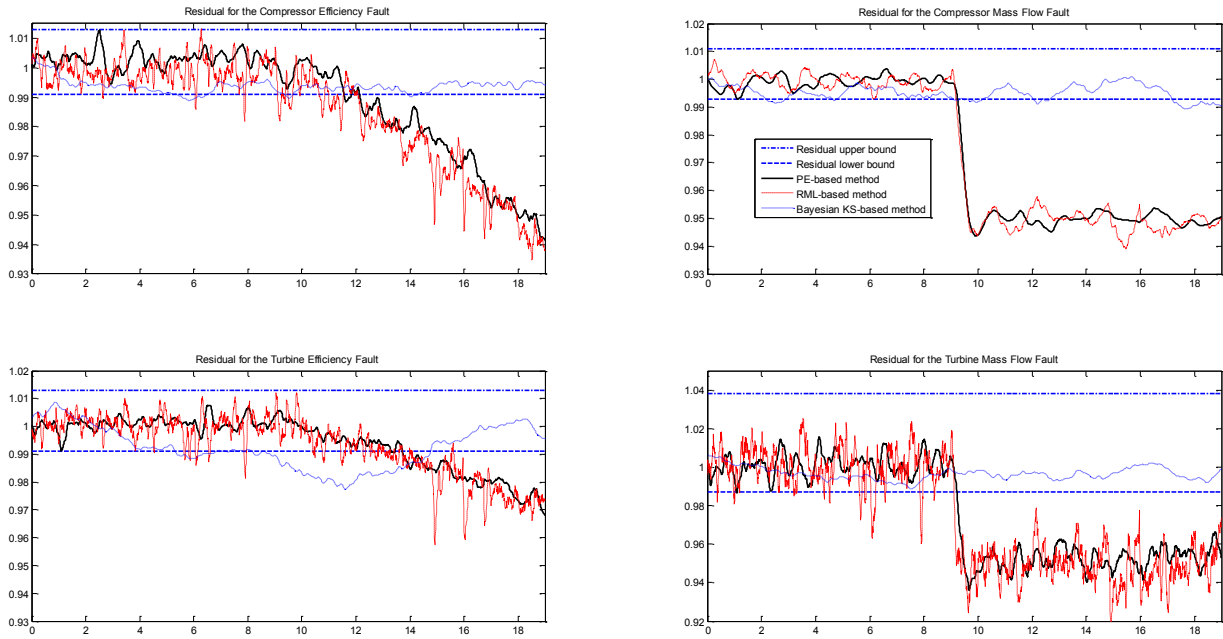 Residual for the Compressor Efficiency Fault
1.01
1
0.99
0.98
0.97
0.96
0.95
0.94
0.93
0 2 4 6 8 10 12 14 16 18
Residual for the Compressor Mass Flow Fault
1.02
1.01
1
0.99
0.98
0.97
0.96
0.95
0.94
0.93
Residual upper bound
Residual lower bound
PE-based method
RML-based method
Bayesian KS-based method
0 2 4 6 8 10 12 14 16 18
Residual for the Turbine Efficiency Fault
1.02
1.01
1
0.99
0.98
0.97
0.96
0.95
0.94
0.93
0 2 4 6 8 10 12 14 16 18
Residual for the Turbine Mass Flow Fault
1.04
1.02
1
0.98
0.96
0.94
0.92
0 2 4 6 8 10 12 14 16 18